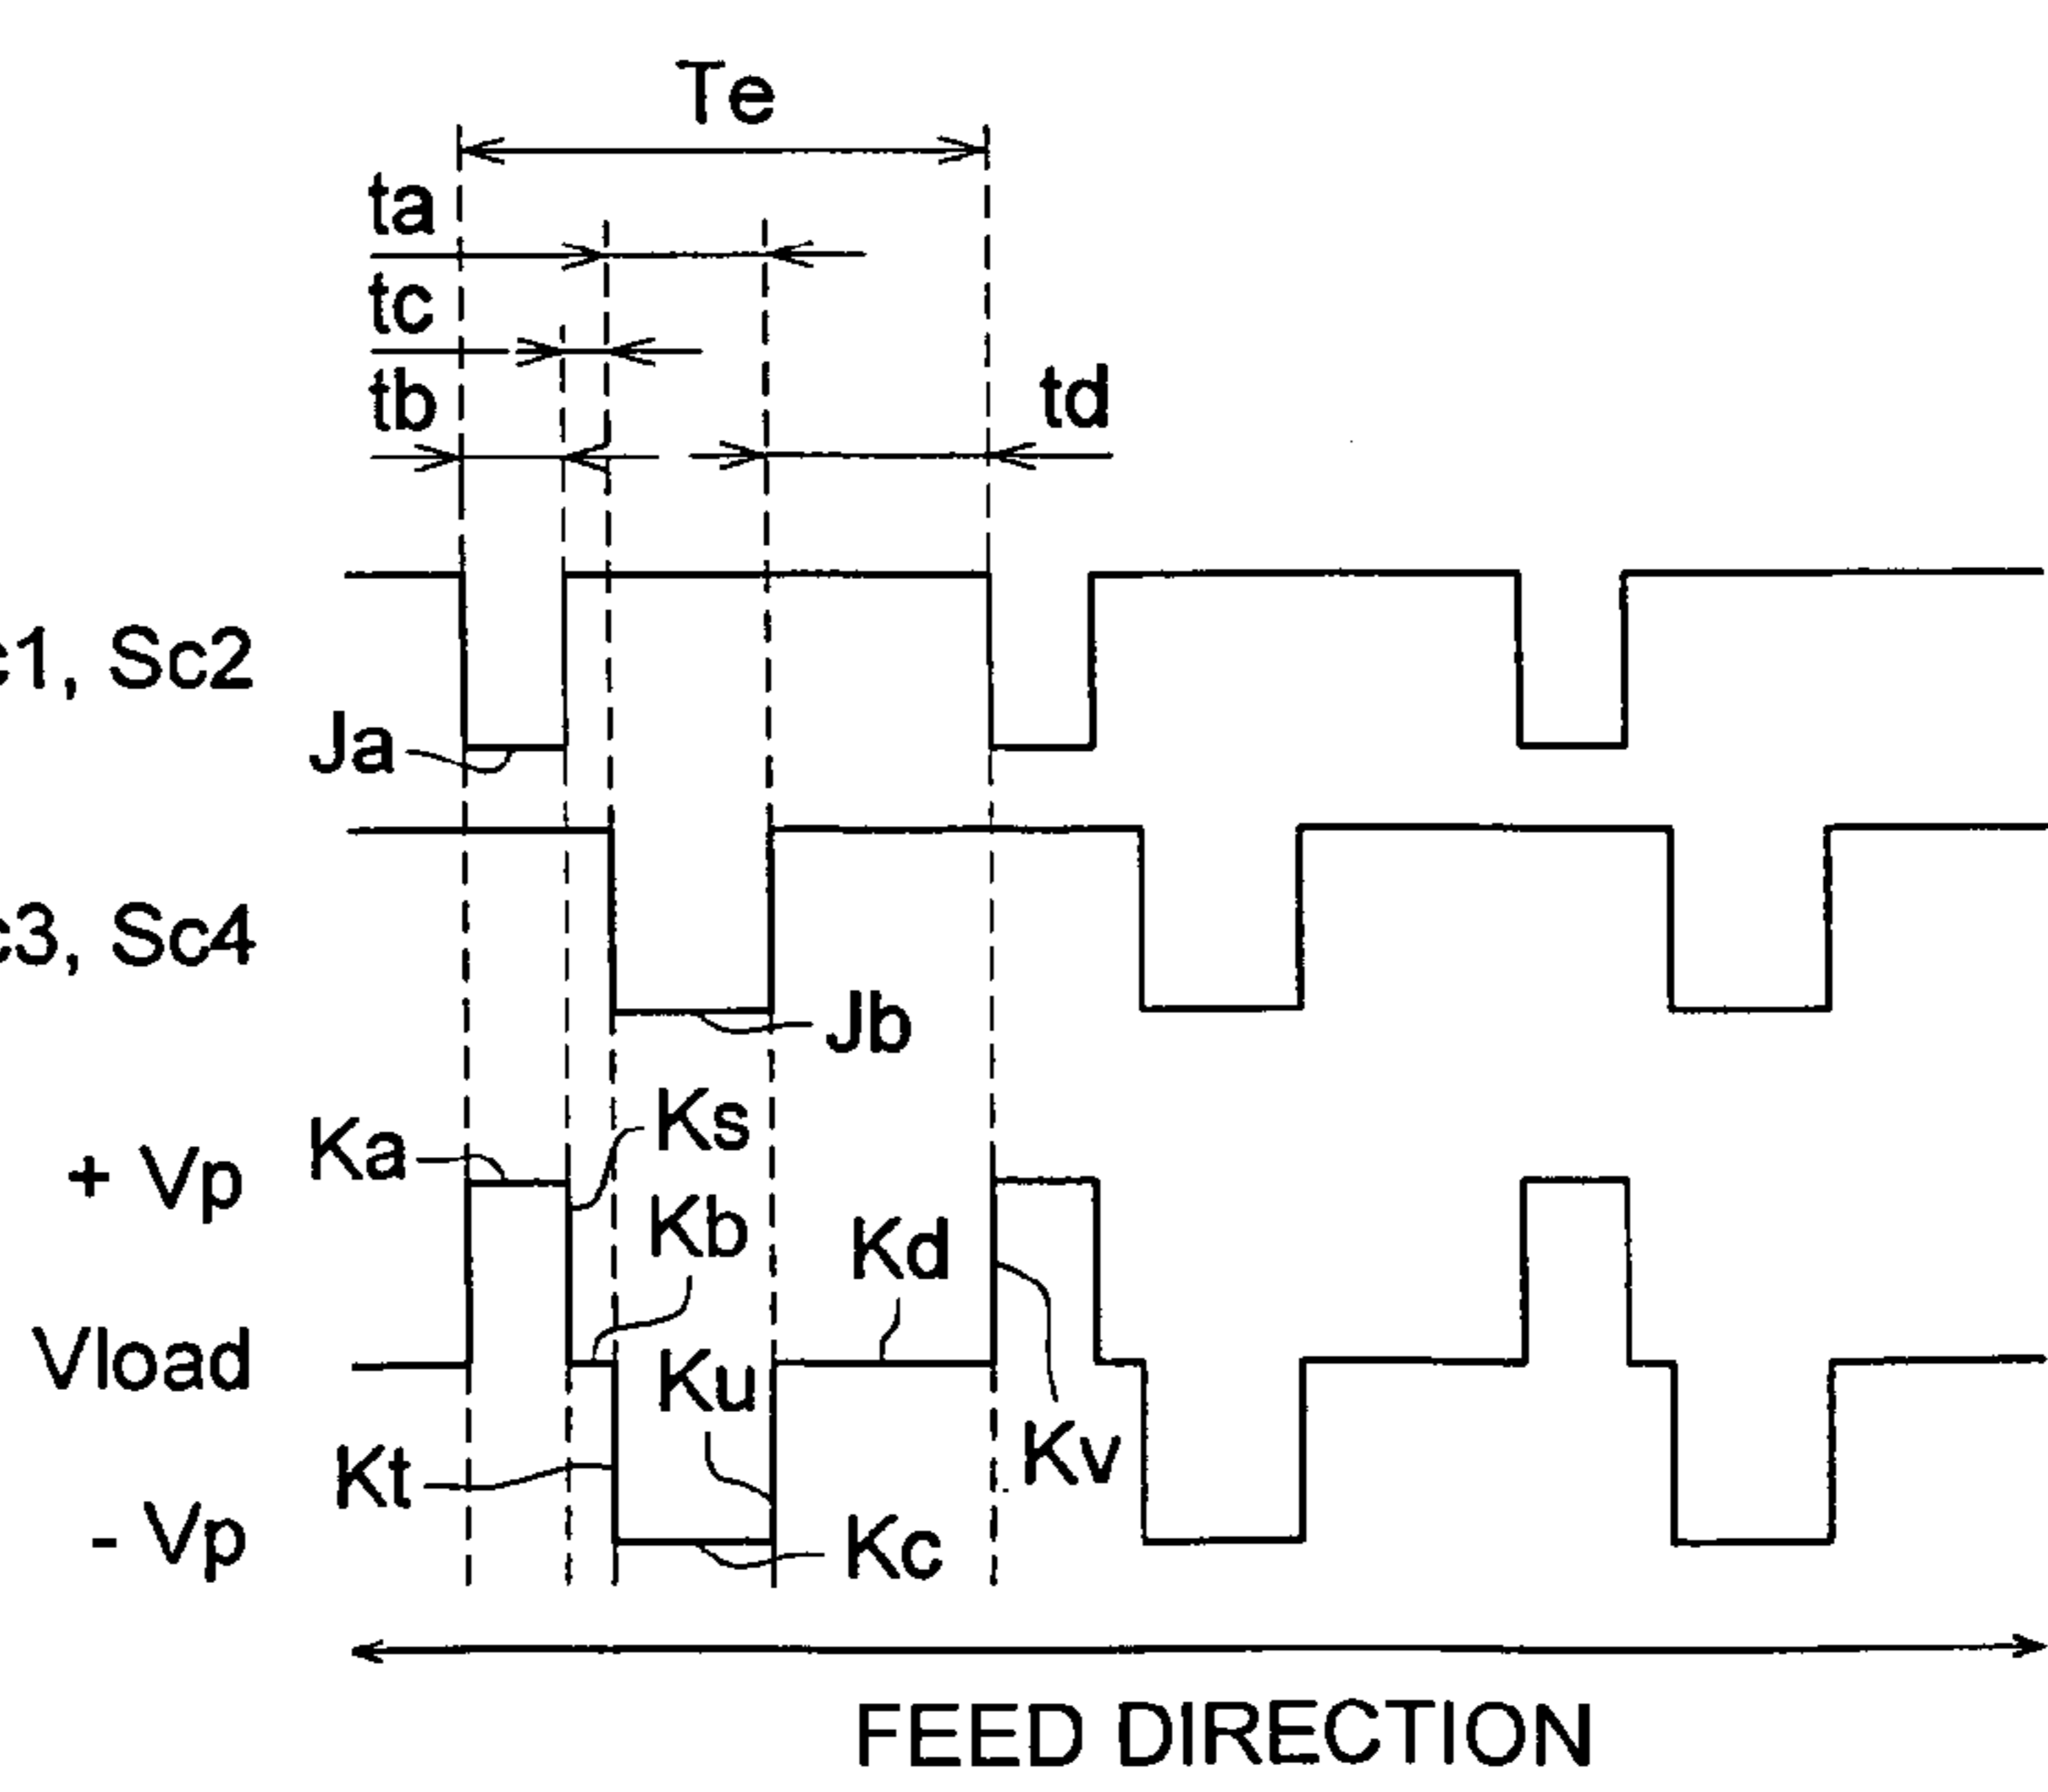 Te
ta
tc
tb
td
c1, Sc2
Ja
c3, Sc4
Jb
Ks
+ Vp
Ka
Kb
Kd
Vload
Ku
Kt
Kv
- Vp
Kc
FEED DIRECTION